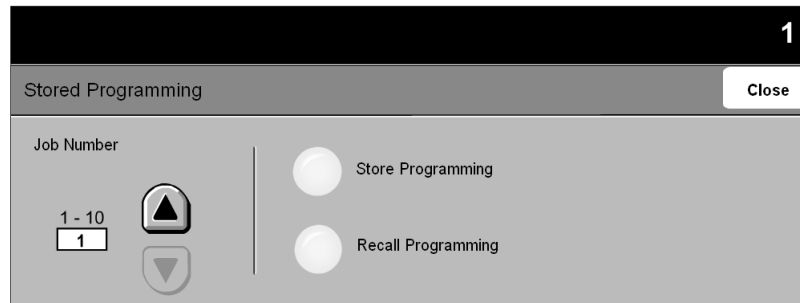 1
Stored Programming
Close
Job Number
1 - 10
1
Store Programming
Recall Programming